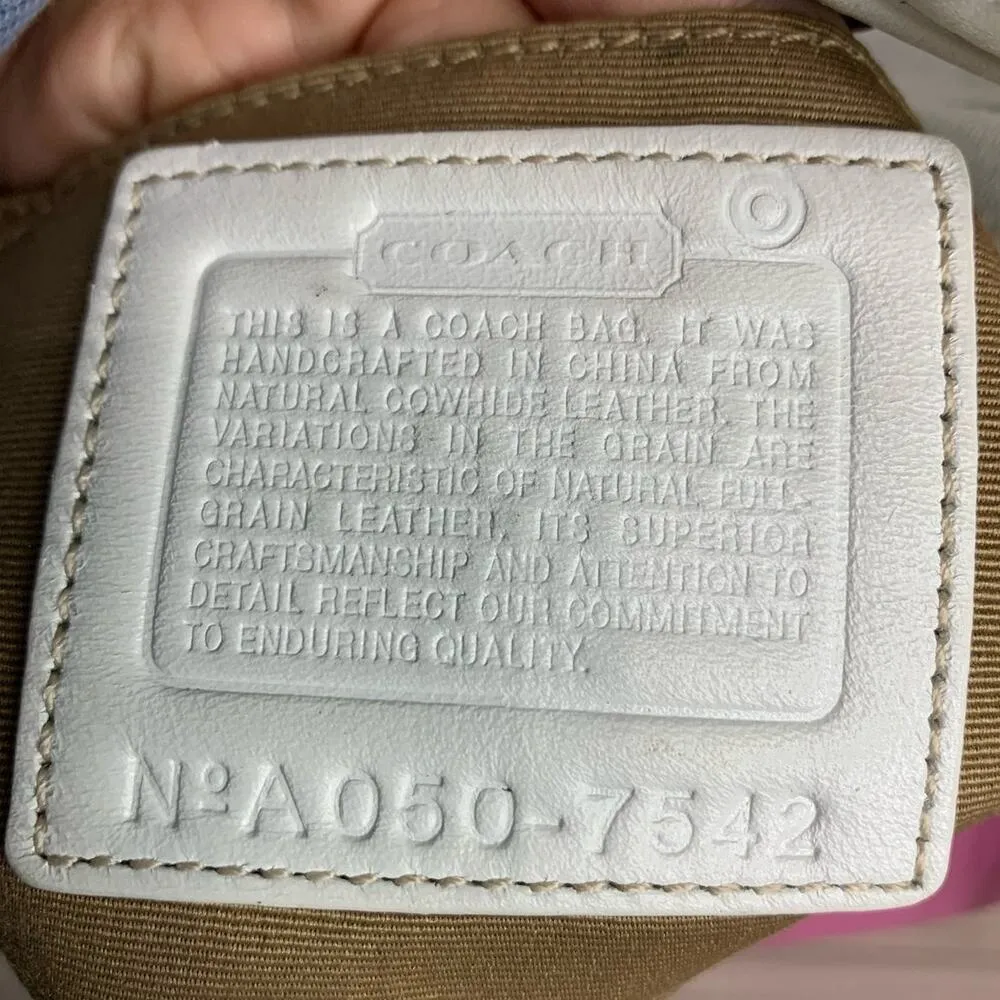 COACH
THIS IS A COACH BAG. IT WAS
HANDCRAFTED IN CHINA FROM
NATURAL COWHIDE LEATHER. THE
VARIATIONS IN THE GRAIN ARE
CHARACTERISTIC OF NATURAL FULL-
GRAIN LEATHER. ITS SUPERIOR
CRAFTSMANSHIP AND ATTENTION TO
DETAIL REFLECT OUR COMMITMENT
TO ENDURING QUALITY.
Nº A050-7542